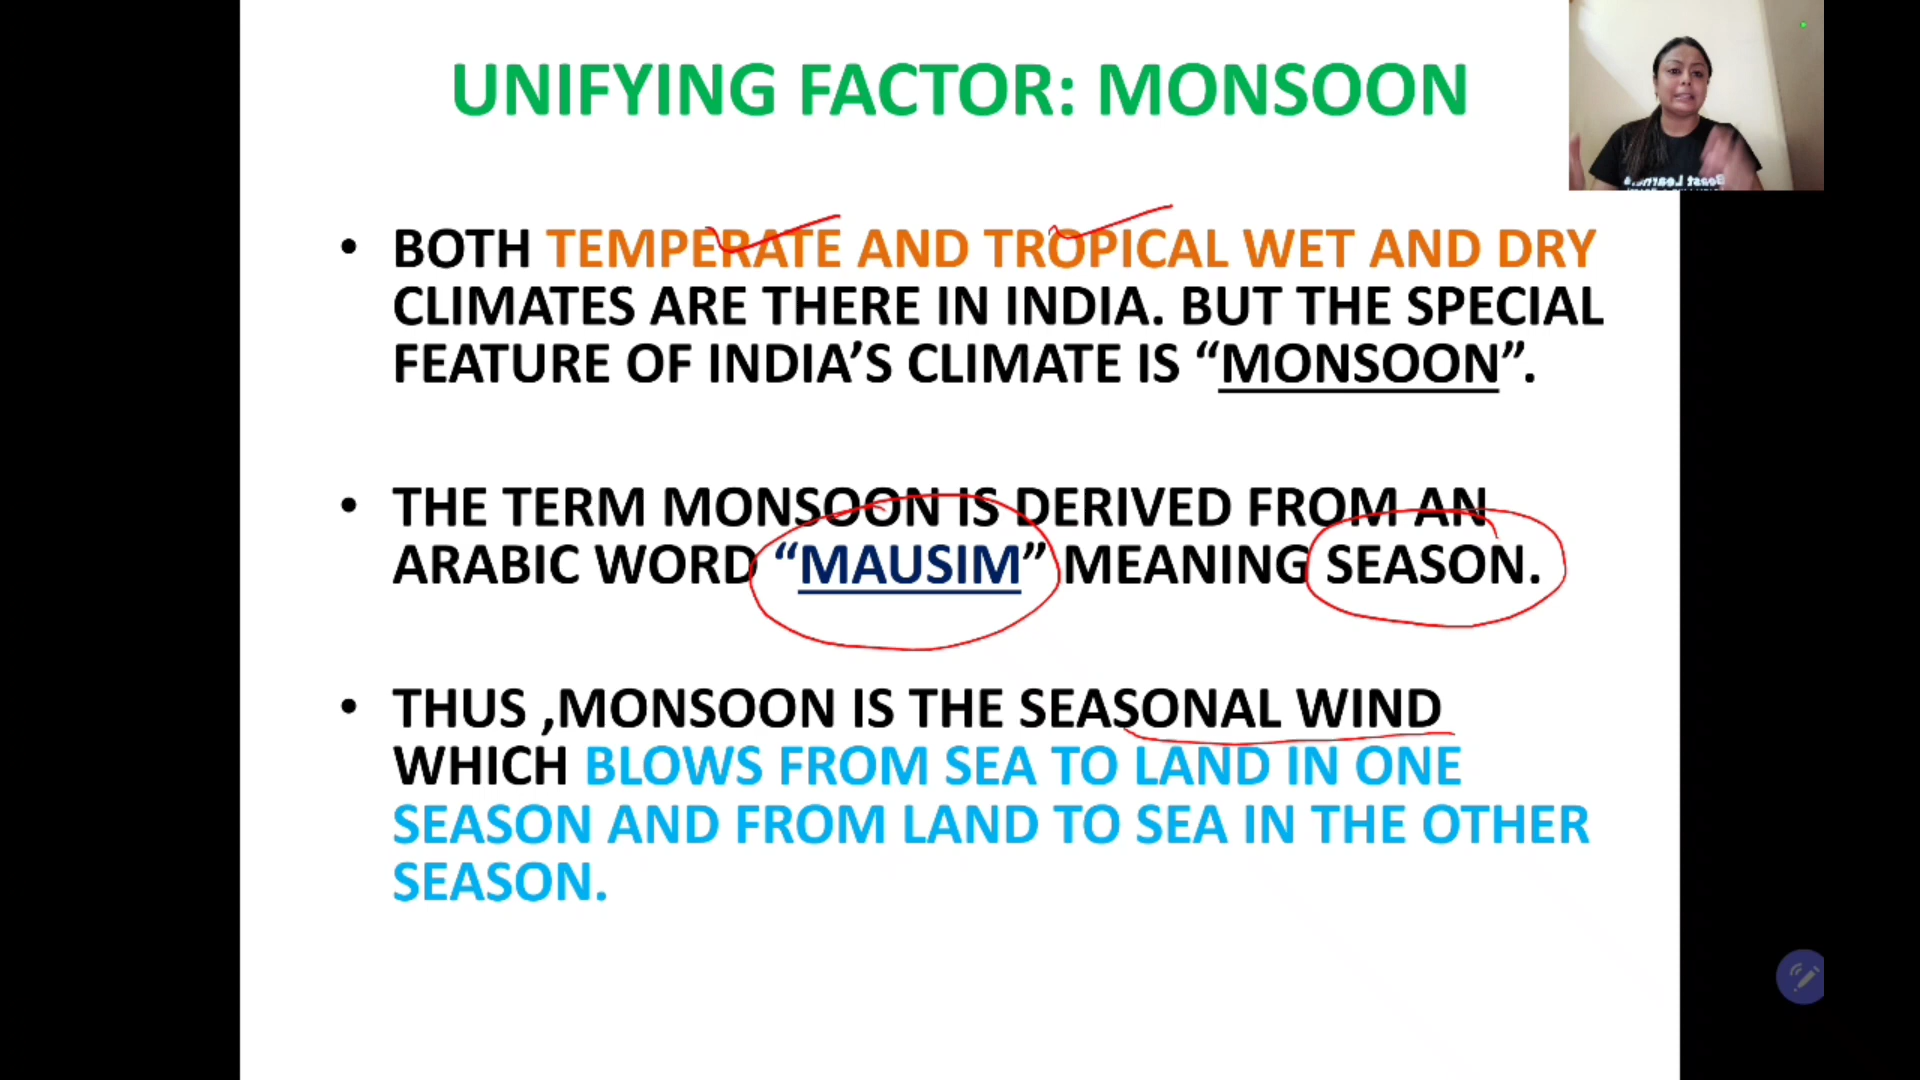 UNIFYING FACTOR: MONSOON
• BOTH TEMPERATE AND TROPICAL WET AND DRY
CLIMATES ARE THERE IN INDIA. BUT THE SPECIAL
FEATURE OF INDIA’S CLIMATE IS “MONSOON”.
• THE TERM MONSOON IS DERIVED FROM AN
ARABIC WORD “MAUSIM” MEANING SEASON.
• THUS ,MONSOON IS THE SEASONAL WIND
WHICH BLOWS FROM SEA TO LAND IN ONE
SEASON AND FROM LAND TO SEA IN THE OTHER
SEASON.